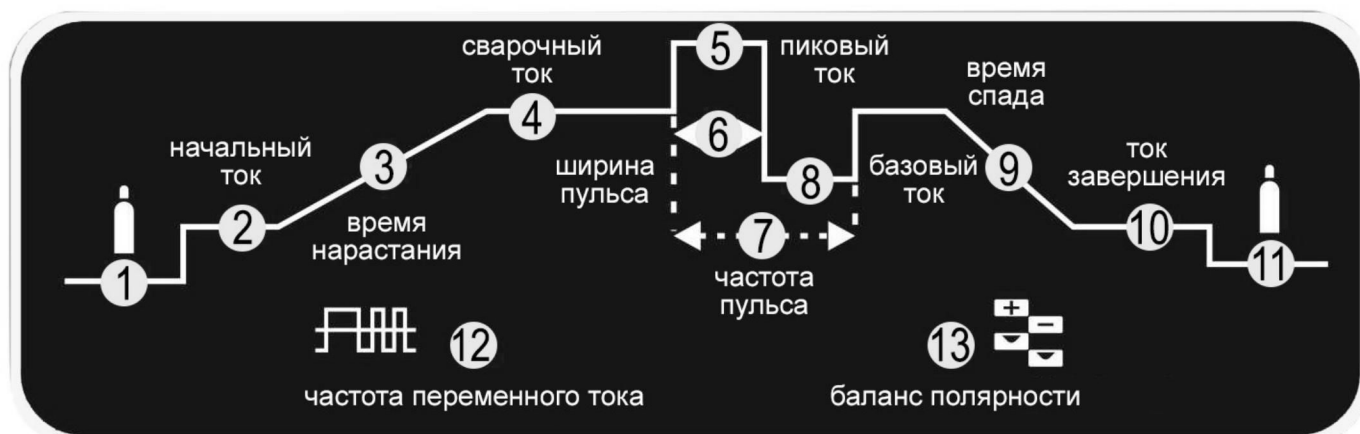 сварочный
ток
5
пиковый
ток
время
спада
4
6
начальный
ток
3
ширина
пульса
8
базовый
ток
9
ток
завершения
1
2
время
нарастания
7
частота
пульса
10
11
12
частота переменного тока
13
+
−
баланс полярности